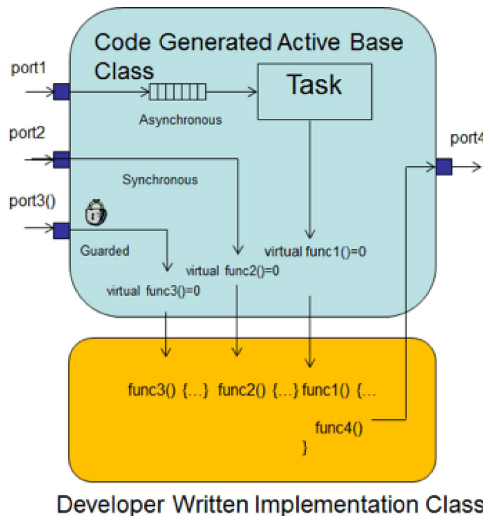 Code Generated Active Base
Class
port1
Task
Asynchronous
port2
port4
Synchronous
port3()
Guarded
virtual func1()=0
virtual func2()=0
virtual func3()=0
func3() {...} func2() {...} func1() {...
func4()
}
Developer Written Implementation Class